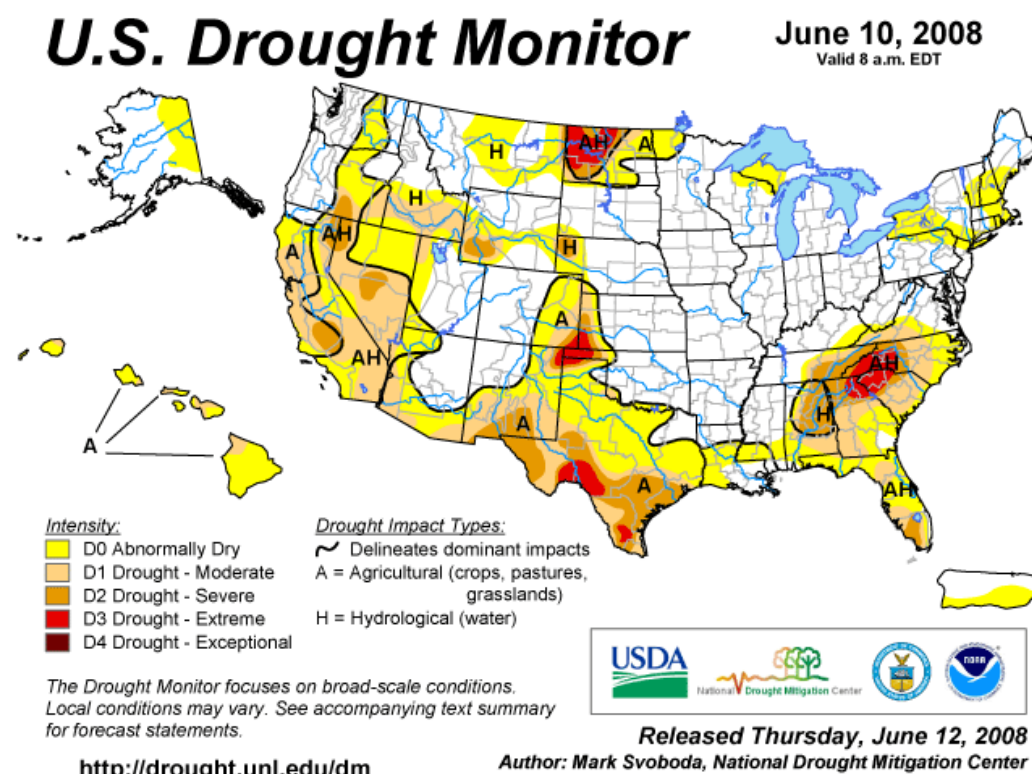 U.S. Drought Monitor
June 10, 2008
Valid 8 a.m. EDT
H
AH
A
H
AH
A
H
A
AH
AH
H
A
A
AH
A
Intensity:
D0 Abnormally Dry
D1 Drought - Moderate
D2 Drought - Severe
D3 Drought - Extreme
D4 Drought - Exceptional
Drought Impact Types:
Delineates dominant impacts
A = Agricultural (crops, pastures,
grasslands)
H = Hydrological (water)
The Drought Monitor focuses on broad-scale conditions.
Local conditions may vary. See accompanying text summary
for forecast statements.
http://drought.unl.edu/dm
USDA
National Drought Mitigation Center
NOAA
Released Thursday, June 12, 2008
Author: Mark Svoboda, National Drought Mitigation Center